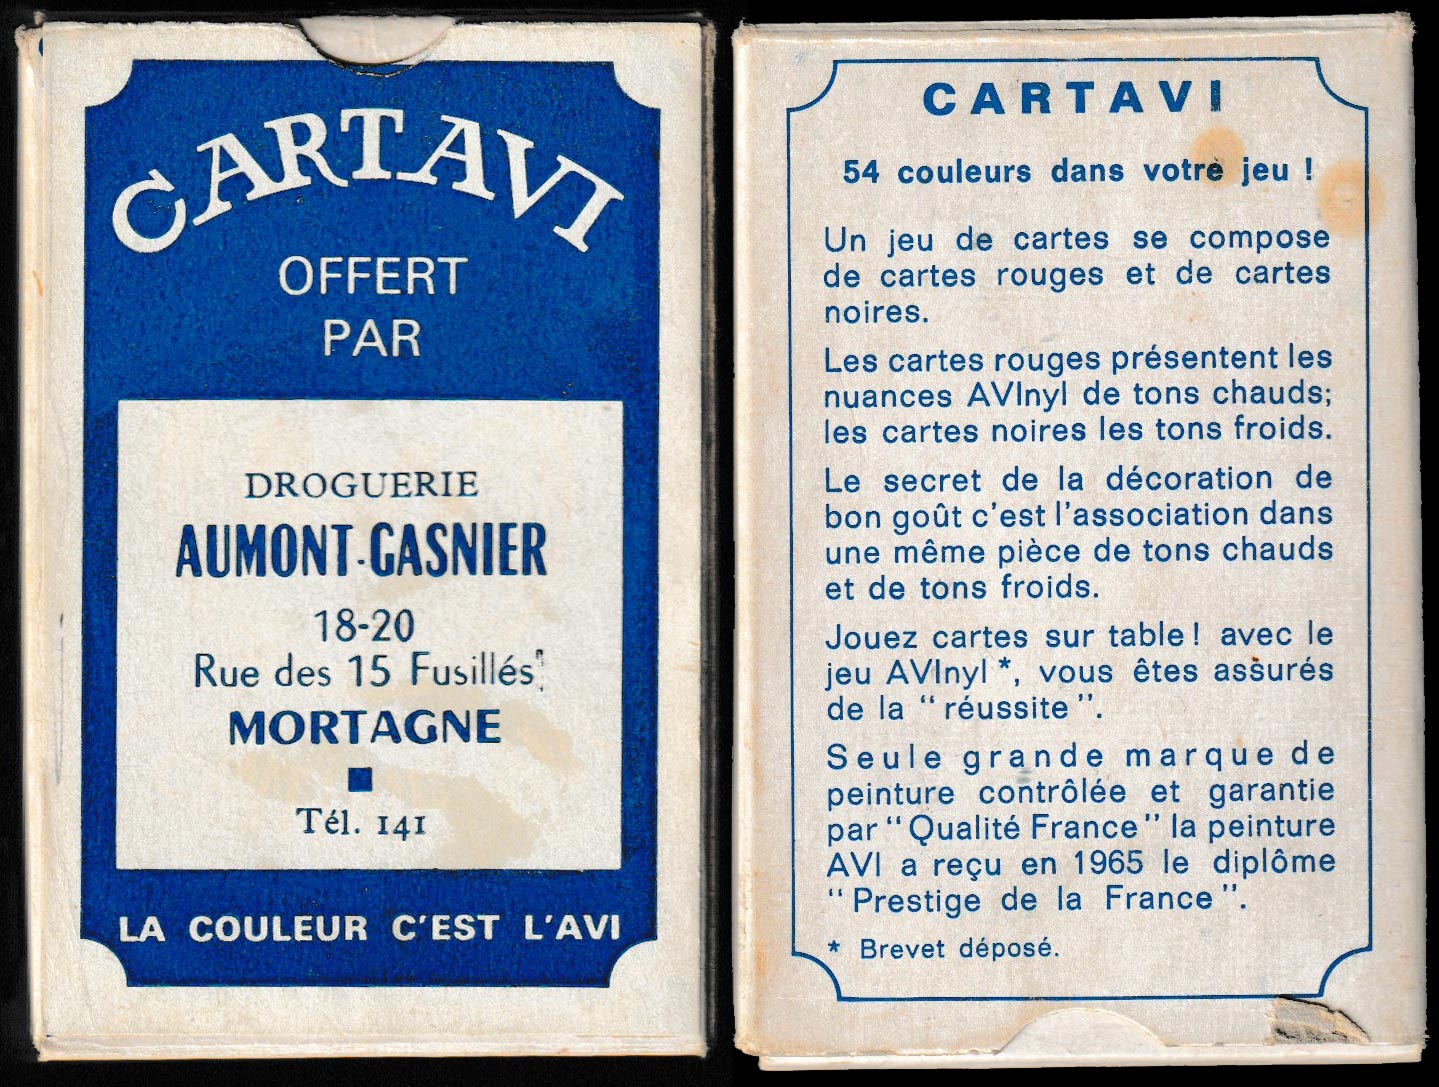 CARTAVI
OFFERT
PAR
DROGUERIE
AUMONT-GASNIER
18-20
Rue des 15 Fusillés
MORTAGNE
Tél. 141
LA COULEUR C'EST L'AVI
CARTAVI
54 couleurs dans votre jeu !
Un jeu de cartes se compose
de cartes rouges et de cartes
noires.
Les cartes rouges présentent les
nuances AVInyl de tons chauds;
les cartes noires les tons froids.
Le secret de la décoration de
bon goût c'est l'association dans
une même pièce de tons chauds
et de tons froids.
Jouez cartes sur table! avec le
jeu AVInyl *, vous êtes assurés
de la "réussite".
Seule grande marque de
peinture contrôlée et garantie
par "Qualité France" la peinture
AVI a reçu en 1965 le diplôme
"Prestige de la France".
* Brevet déposé.